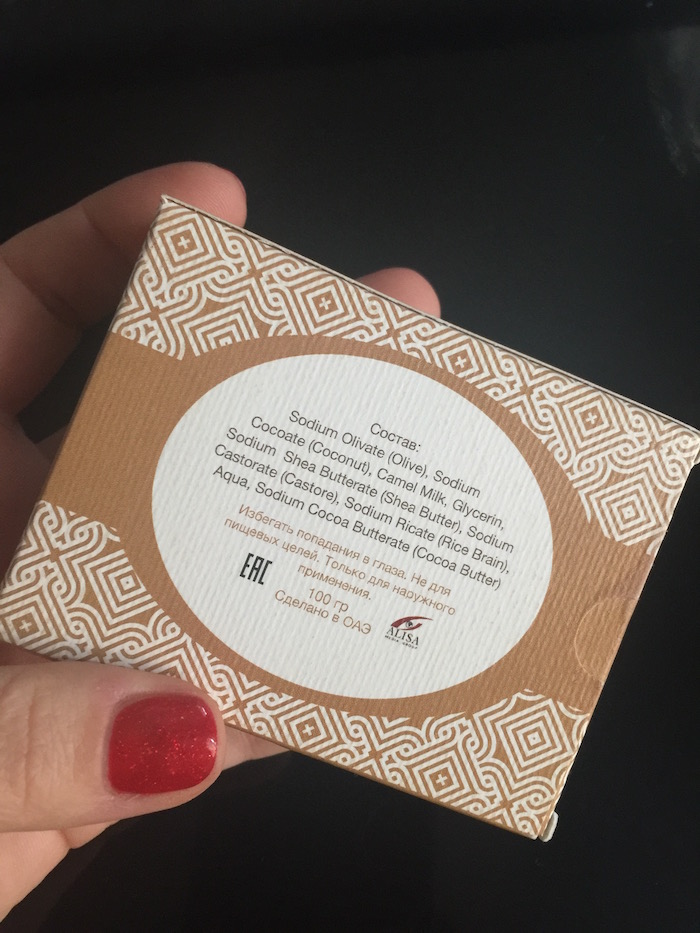 Состав:
Sodium Olivate (Olive), Sodium
Cocoate (Coconut), Camel Milk, Glycerin,
Sodium Shea Butterate (Shea Butter), Sodium
Castorate (Castore), Sodium Ricate (Rice Brain),
Aqua, Sodium Cocoa Butterate (Cocoa Butter)
Избегать попадания в глаза. Не для
пищевых целей. Только для наружного
применения.
100 гр
Сделано в ОАЭ
EAC
ALISA
MEDIA GROUP